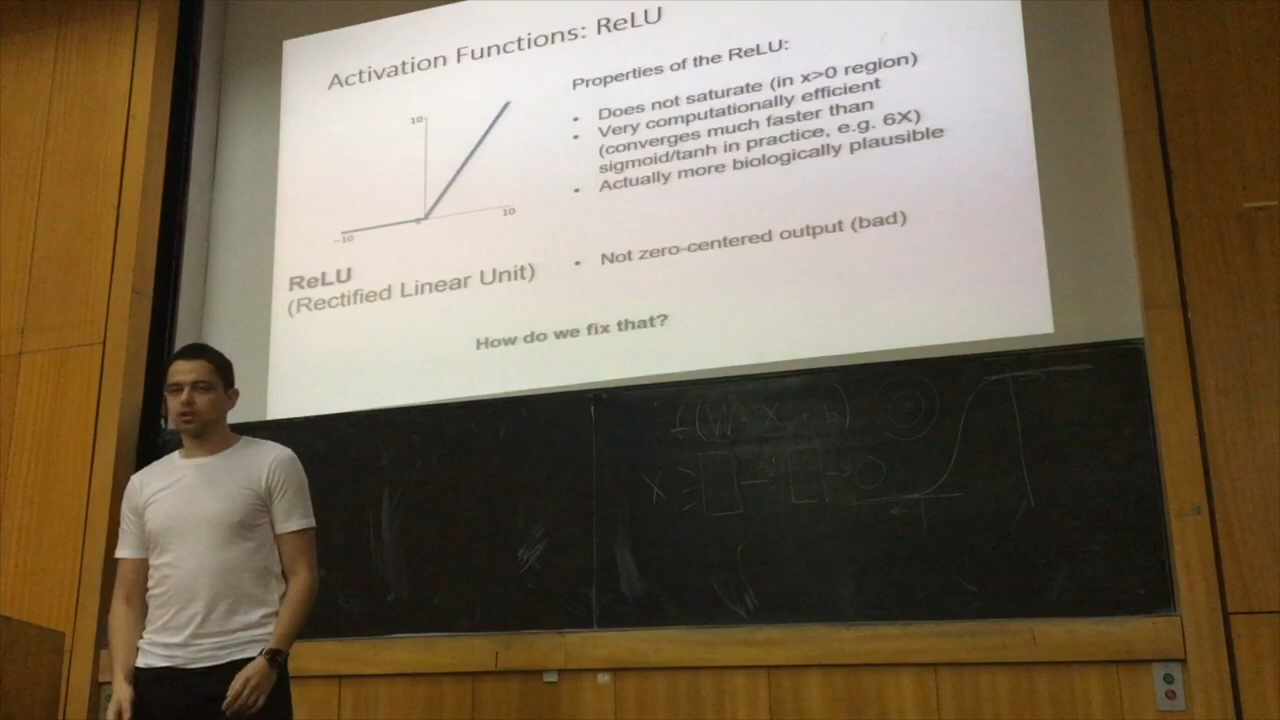 Activation Functions: ReLU
Properties of the ReLU:
• Does not saturate (in x>0 region)
• Very computationally efficient
(converges much faster than
sigmoid/tanh in practice, e.g. 6X)
• Actually more biologically plausible
• Not zero-centered output (bad)
10
0
10
−10
ReLU
(Rectified Linear Unit)
How do we fix that?
f(W · X + b)
X